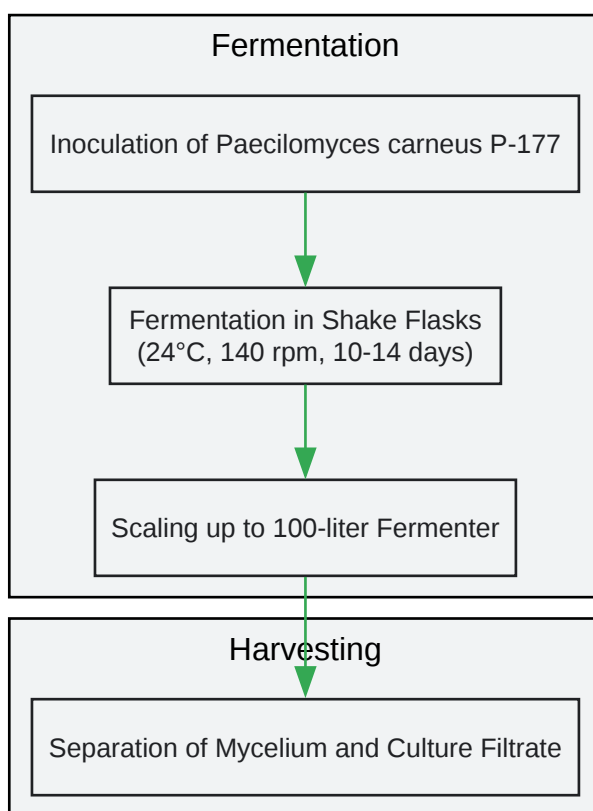 Fermentation
Inoculation of Paecilomyces carneus P-177
Fermentation in Shake Flasks
(24°C, 140 rpm, 10-14 days)
Scaling up to 100-liter Fermenter
Harvesting
Separation of Mycelium and Culture Filtrate